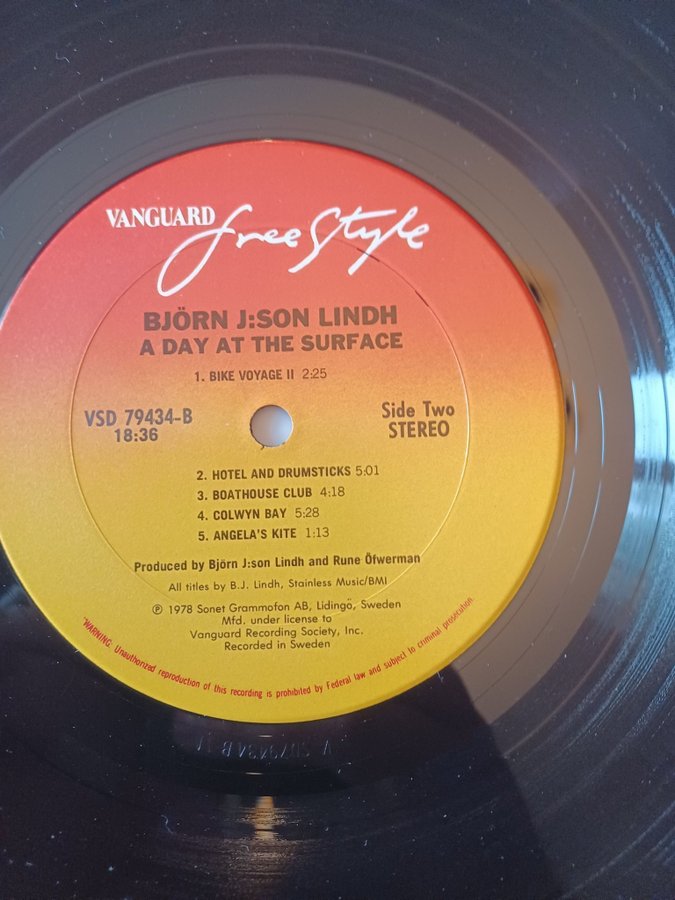 VANGUARD freeStyle
BJÖRN J:SON LINDH
A DAY AT THE SURFACE
1. BIKE VOYAGE II 2:25
VSD 79434-B
18:36
Side Two
STEREO
2. HOTEL AND DRUMSTICKS 5:01
3. BOATHOUSE CLUB 4:18
4. COLWYN BAY 5:28
5. ANGELA'S KITE 1:13
Produced by Björn J:son Lindh and Rune Öfwerman
All titles by B.J. Lindh, Stainless Music/BMI
℗ 1978 Sonet Grammofon AB, Lidingö, Sweden
Mfd. under license to
Vanguard Recording Society, Inc.
Recorded in Sweden
"WARNING: Unauthorized reproduction of this recording is prohibited by Federal law and subject to criminal prosecution.